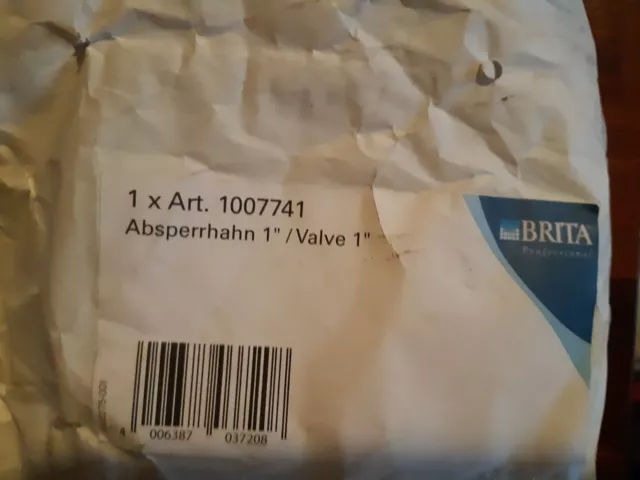 1 x Art. 1007741
Absperrhahn 1" / Valve 1"
BRITA
Professional
4 006387 037208